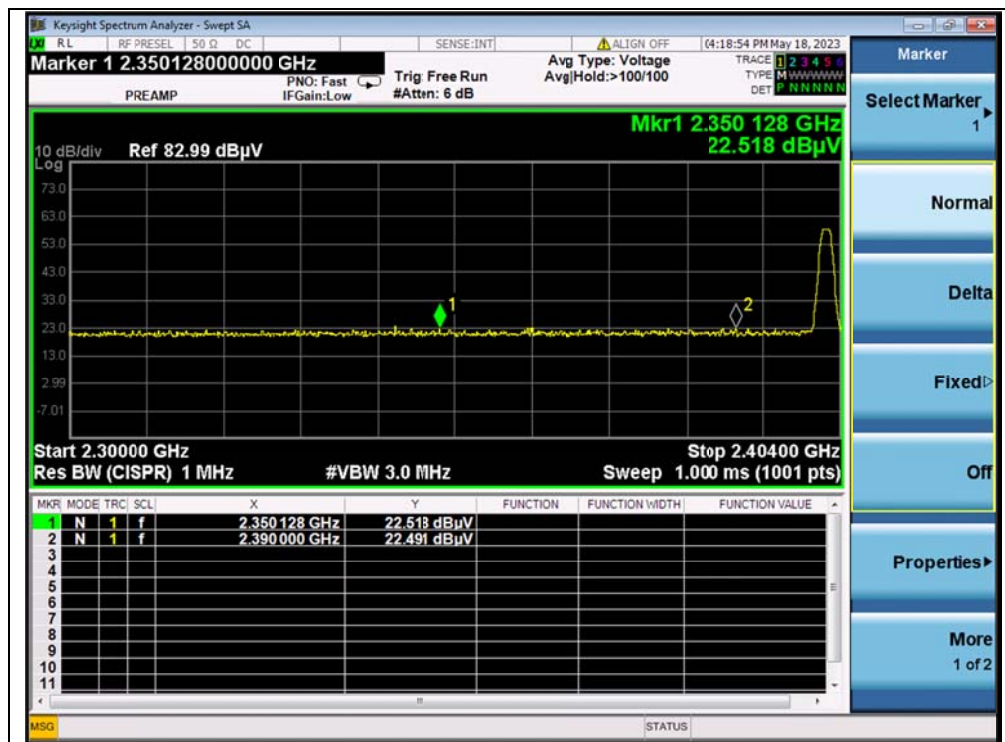 Keysight Spectrum Analyzer - Swept SA
LXI RL RF PRESEL 50 Ω DC SENSE:INT ALIGN OFF 04:18:54 PM May 18, 2023
Marker 1 2.350128000000 GHz
PREAMP PNO: Fast IFGain:Low Trig: Free Run #Atten: 6 dB
Avg Type: Voltage
Avg|Hold:>100/100
TRACE 1 2 3 4 5 6
TYPE M WWWWW
DET P N N N N N
Mkr1 2.350 128 GHz
22.518 dBµV
10 dB/div Ref 82.99 dBµV
Log
73.0
63.0
53.0
43.0
33.0
23.0
13.0
2.99
-7.01
1
2
Start 2.30000 GHz Stop 2.40400 GHz
Res BW (CISPR) 1 MHz #VBW 3.0 MHz Sweep 1.000 ms (1001 pts)
MKR MODE TRC SCL X Y FUNCTION FUNCTION WIDTH FUNCTION VALUE
1 N 1 f 2.350 128 GHz 22.518 dBµV
2 N 1 f 2.390 000 GHz 22.491 dBµV
3
4
5
6
7
8
9
10
11
MSG STATUS
Marker
Select Marker
1
Normal
Delta
Fixed
Off
Properties
More
1 of 2